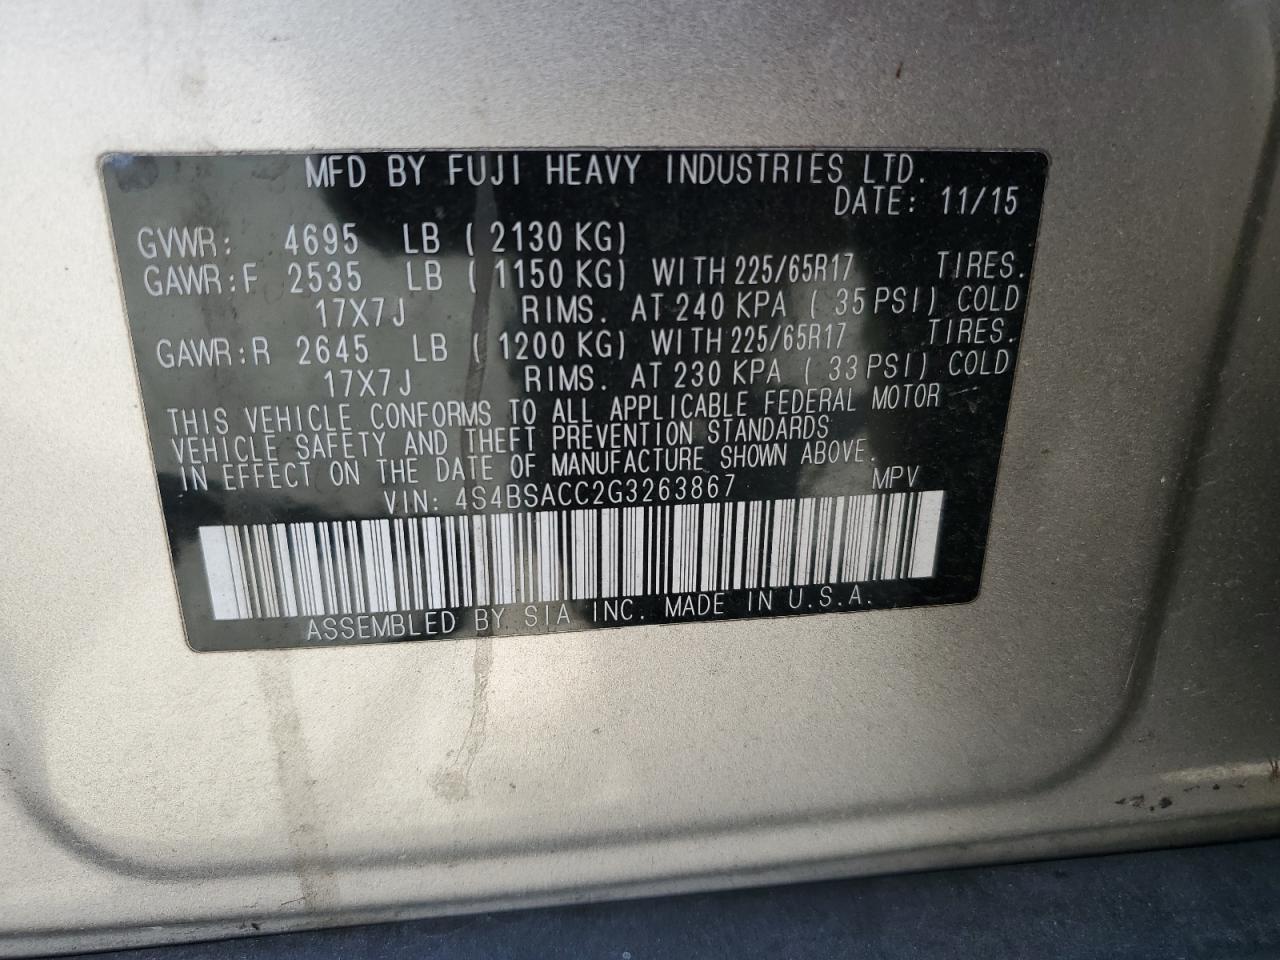 MFD BY FUJI HEAVY INDUSTRIES LTD.
DATE: 11/15
GVWR: 4695 LB ( 2130 KG)
GAWR:F 2535 LB ( 1150 KG) WITH 225/65R17 TIRES.
17X7J RIMS. AT 240 KPA ( 35 PSI) COLD
GAWR:R 2645 LB ( 1200 KG) WITH 225/65R17 TIRES.
17X7J RIMS. AT 230 KPA ( 33 PSI) COLD
THIS VEHICLE CONFORMS TO ALL APPLICABLE FEDERAL MOTOR
VEHICLE SAFETY AND THEFT PREVENTION STANDARDS
IN EFFECT ON THE DATE OF MANUFACTURE SHOWN ABOVE.
VIN: 4S4BSACC2G3263867 MPV
ASSEMBLED BY SIA INC. MADE IN U.S.A.